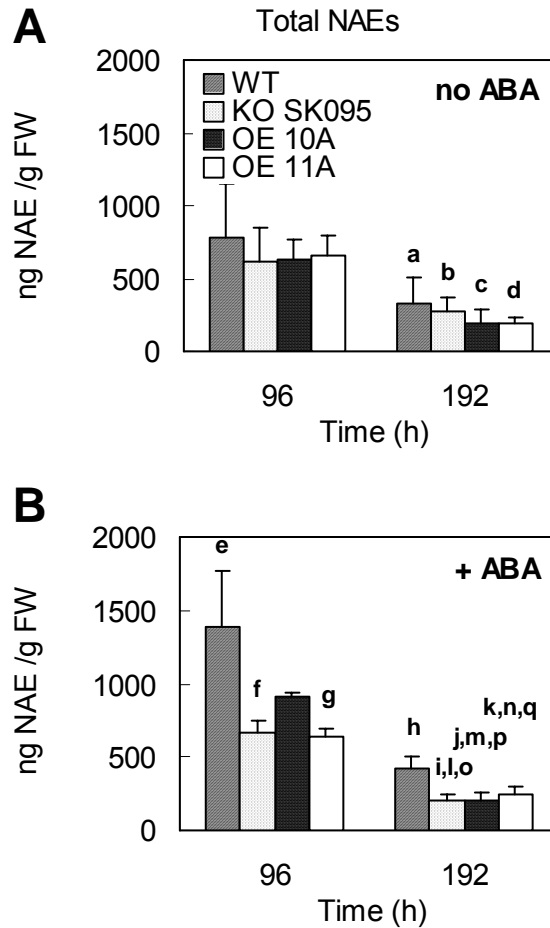 A
Total NAEs
ng NAE /g FW
2000
1500
1000
500
0
WT
KO SK095
OE 10A
OE 11A
no ABA
a
b
c
d
96
192
Time (h)
B
ng NAE /g FW
2000
1500
1000
500
0
+ ABA
e
f
g
h
i,l,o
j,m,p
k,n,q
96
192
Time (h)